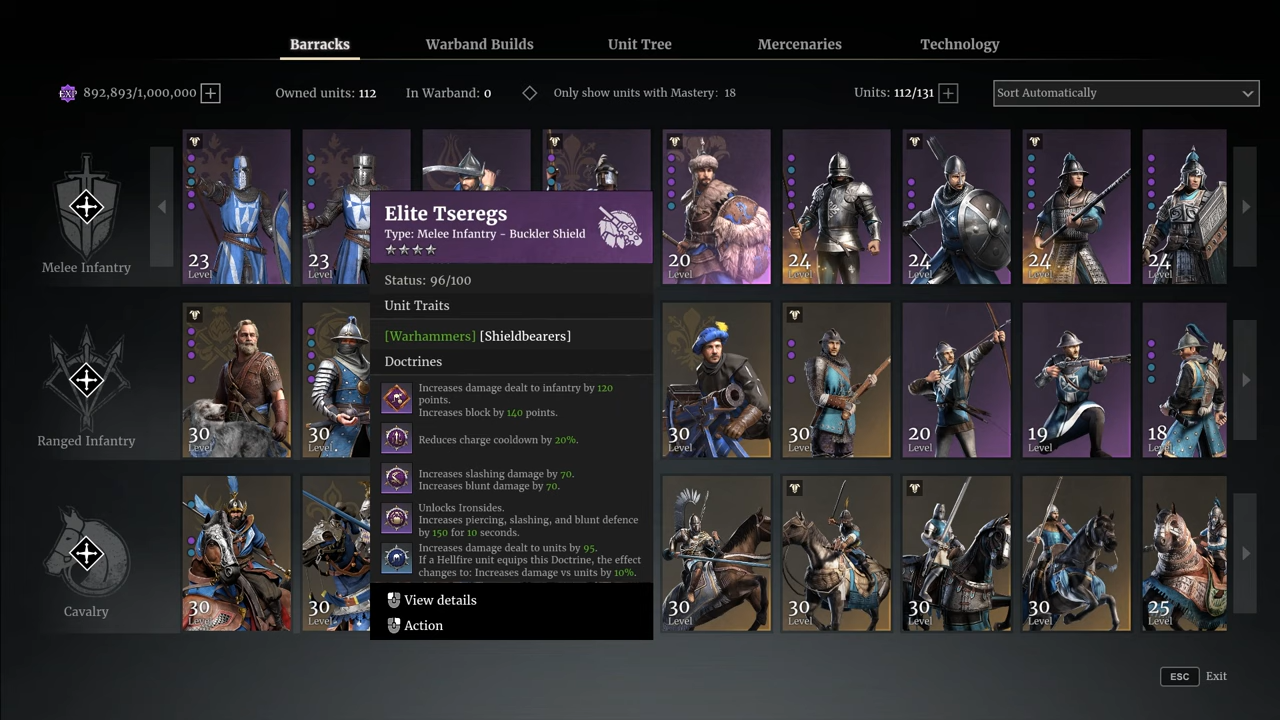 Barracks
Warband Builds
Unit Tree
Mercenaries
Technology
EXP 892,893/1,000,000
Owned units: 112
In Warband: 0
Only show units with Mastery: 18
Units: 112/131
Sort Automatically
Melee Infantry
23
Level
23
Level
20
Level
24
Level
24
Level
24
Level
24
Level
Elite Tseregs
Type: Melee Infantry - Buckler Shield
Status: 96/100
Unit Traits
[Warhammers] [Shieldbearers]
Doctrines
Increases damage dealt to infantry by 120
points.
Increases block by 140 points.
Reduces charge cooldown by 20%.
Increases slashing damage by 70.
Increases blunt damage by 70.
Unlocks Ironsides.
Increases piercing, slashing, and blunt defence
by 150 for 10 seconds.
Increases damage dealt to units by 95.
If a Hellfire unit equips this Doctrine, the effect
changes to: Increases damage vs units by 10%.
View details
Action
Ranged Infantry
30
Level
30
Level
30
Level
30
Level
20
Level
19
Level
18
Level
Cavalry
30
Level
30
Level
30
Level
30
Level
30
Level
30
Level
25
Level
ESC Exit